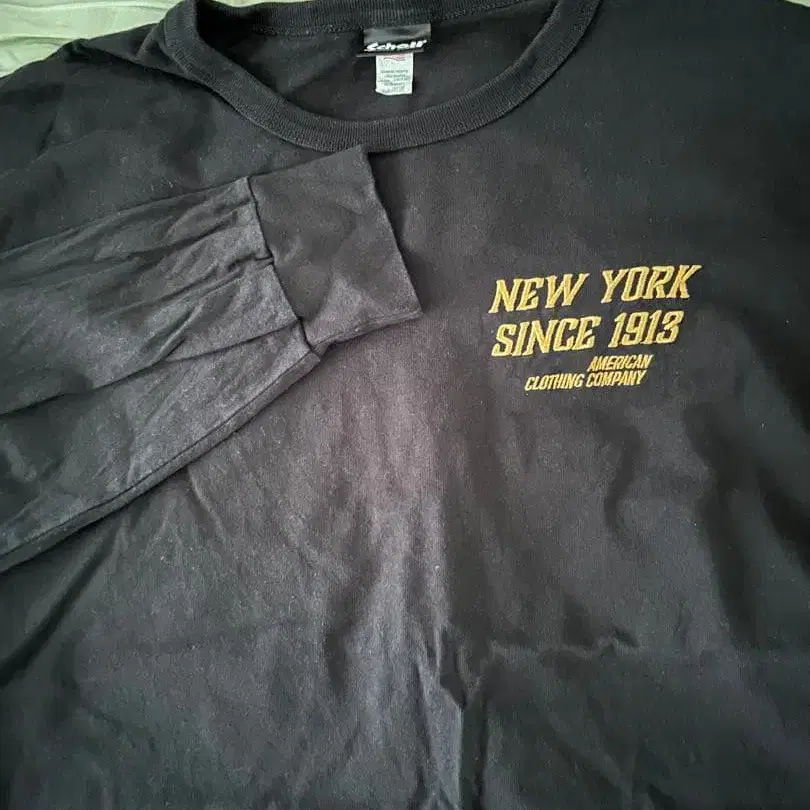 Schott
NEW YORK
SINCE 1913
AMERICAN
CLOTHING COMPANY